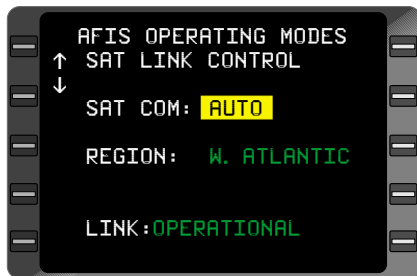 AFIS OPERATING MODES
↑ SAT LINK CONTROL
↓
SAT COM: AUTO
REGION: W. ATLANTIC
LINK:OPERATIONAL